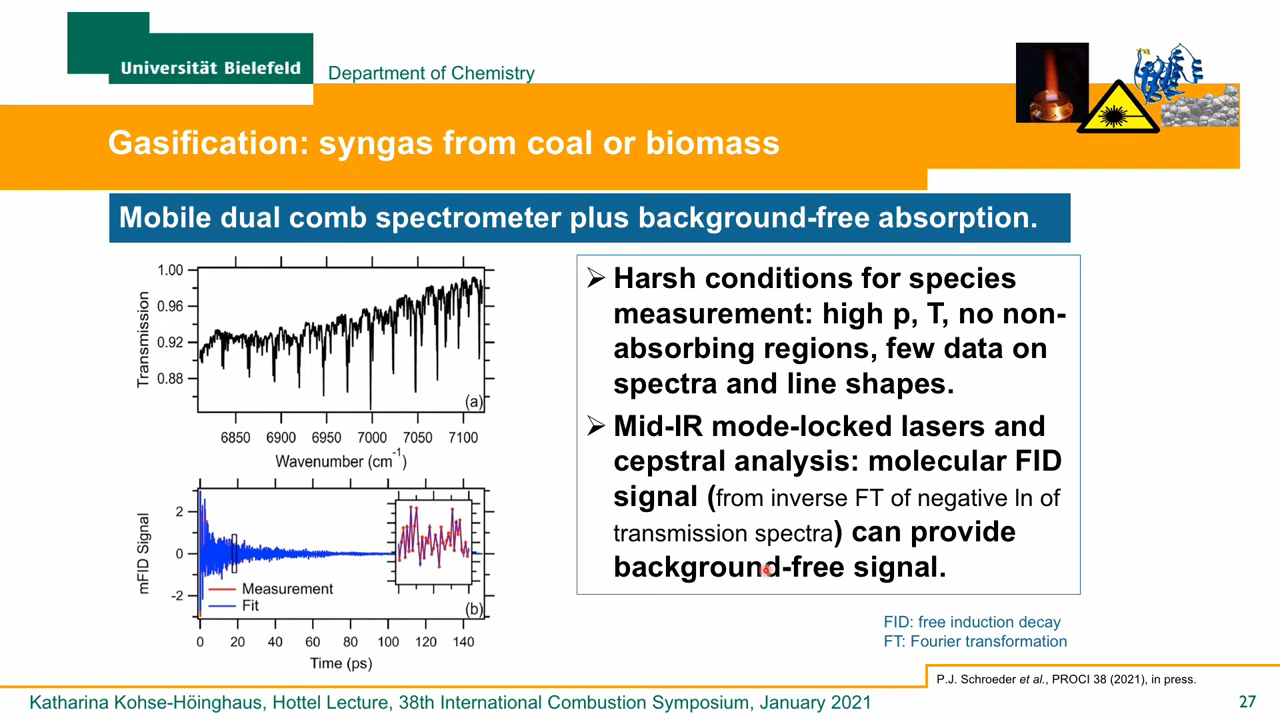 Universität Bielefeld
Department of Chemistry
Gasification: syngas from coal or biomass
Mobile dual comb spectrometer plus background-free absorption.
1.00
0.96
0.92
0.88
Transmission
(a)
6850 6900 6950 7000 7050 7100
Wavenumber (cm-1)
2
0
-2
mFID Signal
Measurement
Fit
(b)
0 20 40 60 80 100 120 140
Time (ps)
➢ Harsh conditions for species
measurement: high p, T, no non-
absorbing regions, few data on
spectra and line shapes.
➢ Mid-IR mode-locked lasers and
cepstral analysis: molecular FID
signal (from inverse FT of negative ln of
transmission spectra) can provide
background-free signal.
FID: free induction decay
FT: Fourier transformation
P.J. Schroeder et al., PROCI 38 (2021), in press.
Katharina Kohse-Höinghaus, Hottel Lecture, 38th International Combustion Symposium, January 2021
27